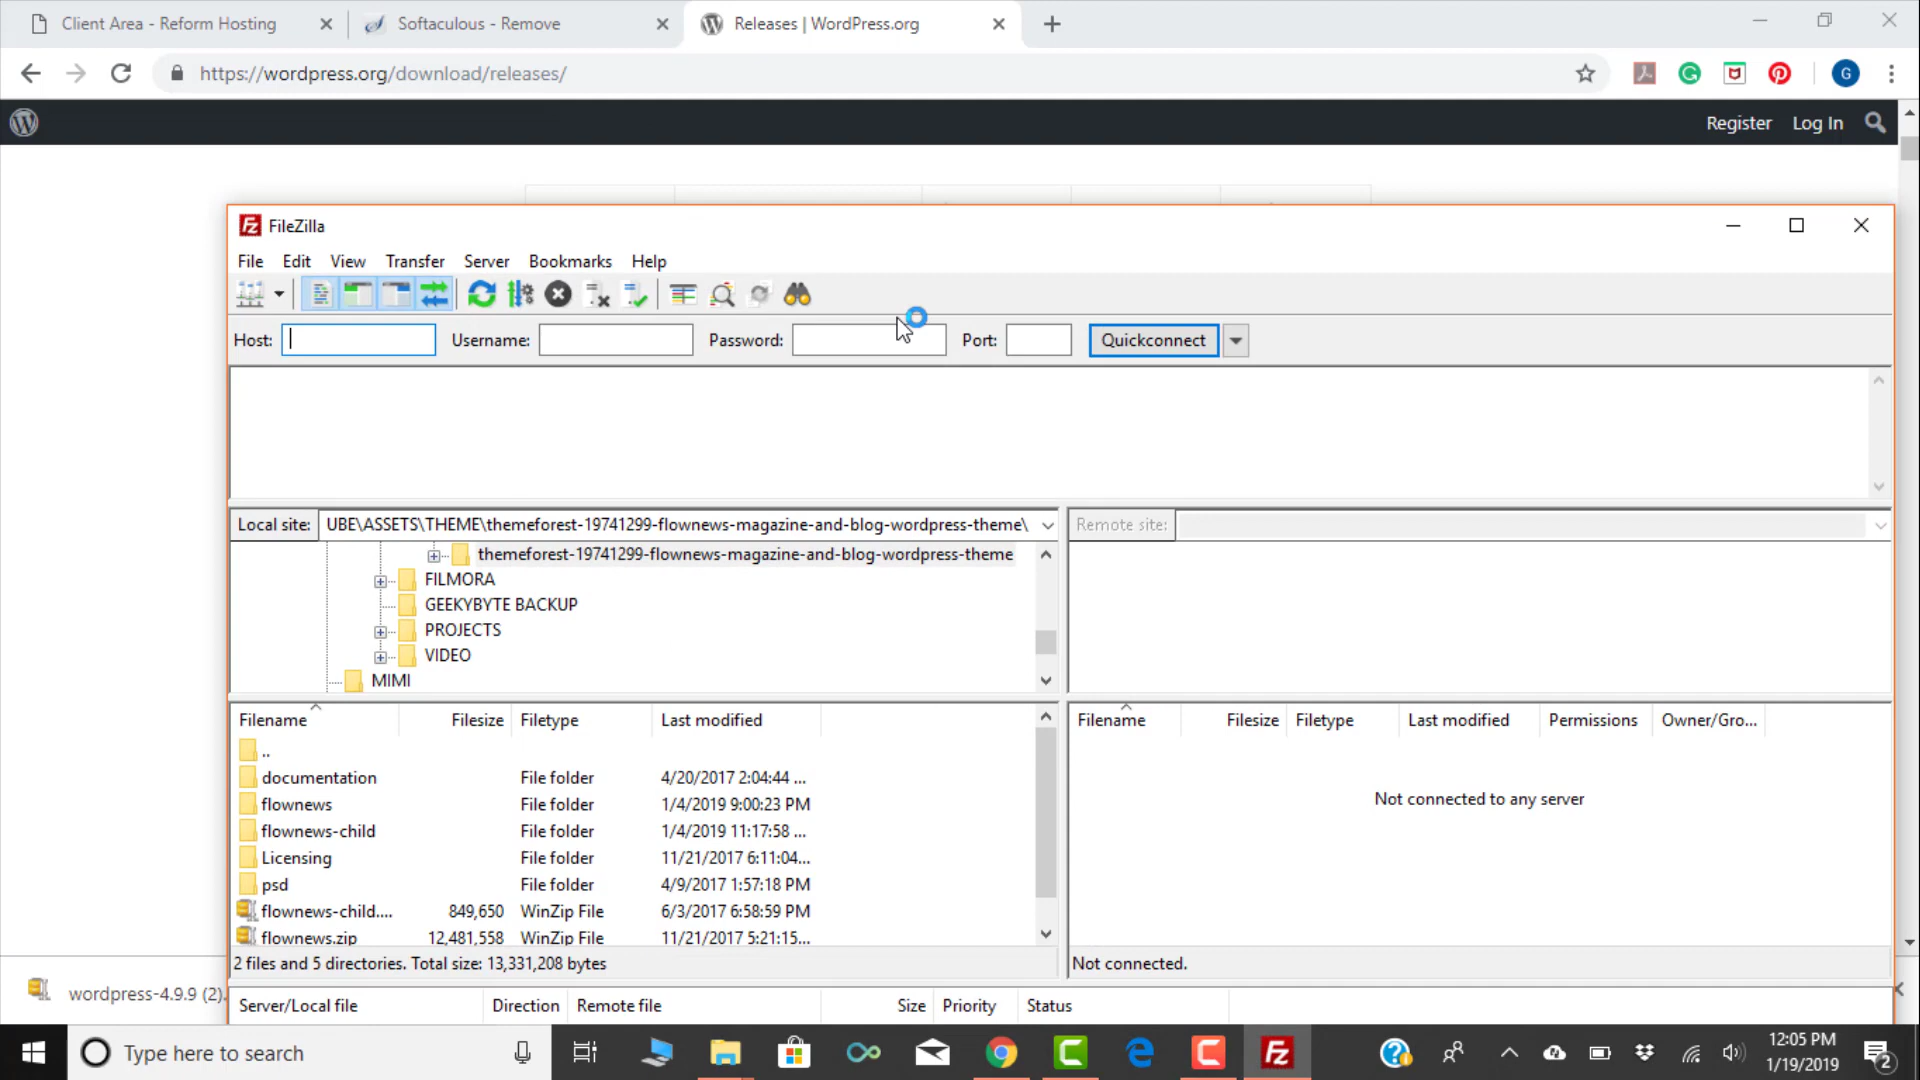 Client Area - Reform Hosting
Softaculous - Remove
Releases | WordPress.org
https://wordpress.org/download/releases/
G
Register Log In
Fz FileZilla
File Edit View Transfer Server Bookmarks Help
Host: Username: Password: Port: Quickconnect
Local site: UBE\ASSETS\THEME\themeforest-19741299-flownews-magazine-and-blog-wordpress-theme\
Remote site:
themeforest-19741299-flownews-magazine-and-blog-wordpress-theme
FILMORA
GEEKYBYTE BACKUP
PROJECTS
VIDEO
MIMI
Filename Filesize Filetype Last modified
Filename Filesize Filetype Last modified Permissions Owner/Gro...
..
documentation File folder 4/20/2017 2:04:44 ...
flownews File folder 1/4/2019 9:00:23 PM
Not connected to any server
flownews-child File folder 1/4/2019 11:17:58 ...
Licensing File folder 11/21/2017 6:11:04...
psd File folder 4/9/2017 1:57:18 PM
flownews-child.... 849,650 WinZip File 6/3/2017 6:58:59 PM
flownews.zip 12,481,558 WinZip File 11/21/2017 5:21:15...
2 files and 5 directories. Total size: 13,331,208 bytes
Not connected.
wordpress-4.9.9 (2).
Server/Local file Direction Remote file Size Priority Status
Type here to search
Fz
12:05 PM
1/19/2019
2